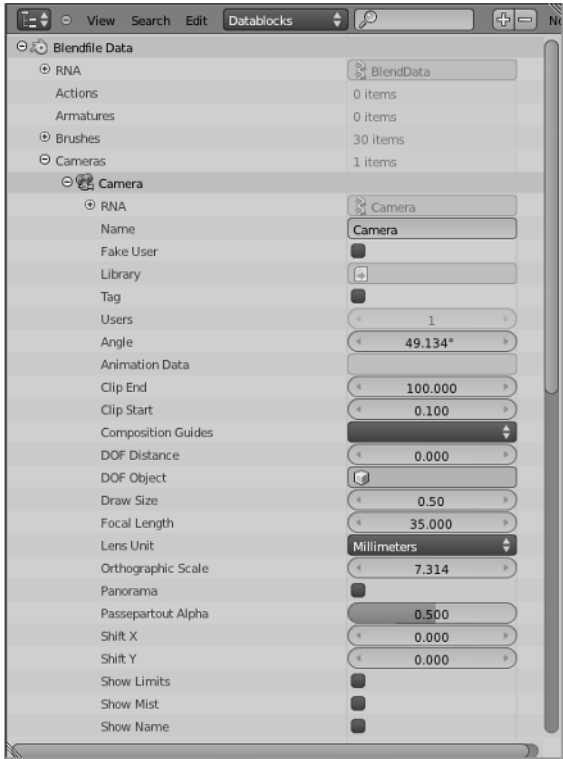 View Search Edit Datablocks
Blendfile Data
RNA BlendData
Actions 0 items
Armatures 0 items
Brushes 30 items
Cameras 1 items
Camera
RNA Camera
Name Camera
Fake User
Library
Tag
Users 1
Angle 49.134°
Animation Data
Clip End 100.000
Clip Start 0.100
Composition Guides
DOF Distance 0.000
DOF Object
Draw Size 0.50
Focal Length 35.000
Lens Unit Millimeters
Orthographic Scale 7.314
Panorama
Passepartout Alpha 0.500
Shift X 0.000
Shift Y 0.000
Show Limits
Show Mist
Show Name